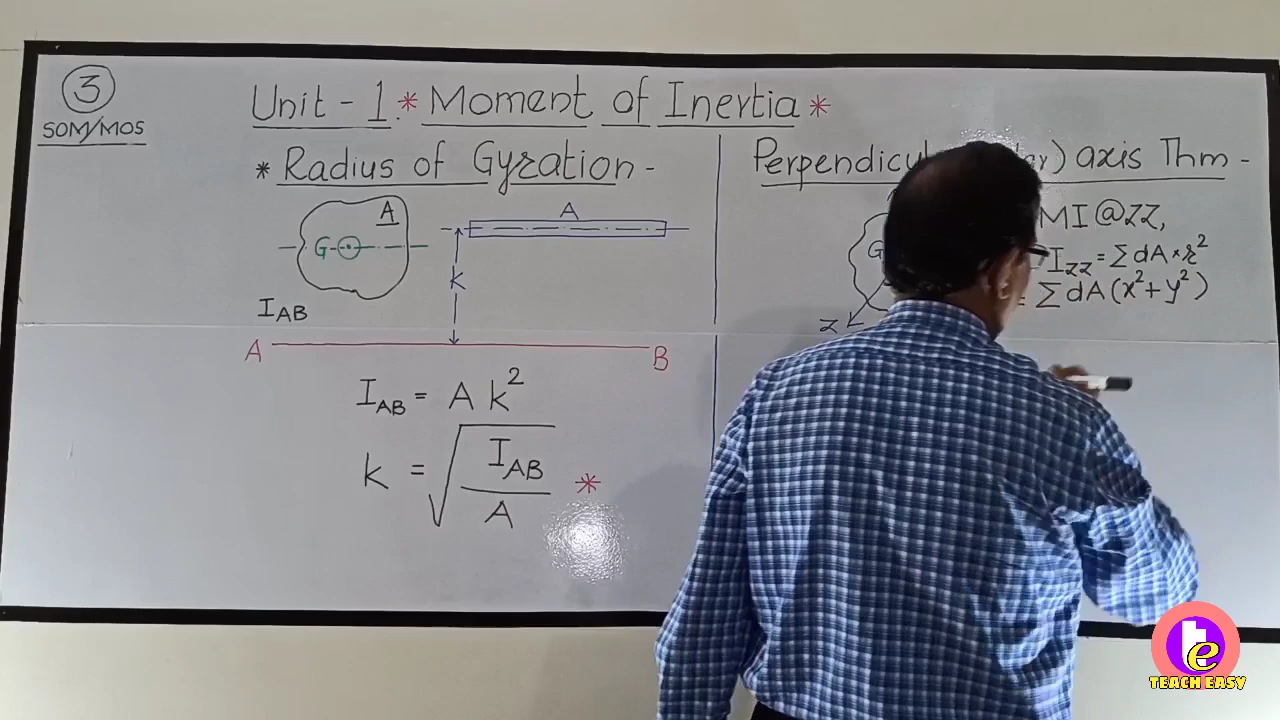 3
SOM/MOS
Unit - 1. * Moment of Inertia *
* Radius of Gyration -
A
G
I_AB
A
k
A B
I_AB = A k²
k = √(I_AB / A) *
axis Thm -
G
Z
MI @ ZZ,
I_ZZ = Σ dA * r²
= Σ dA (x² + y²)
te
TEACH EASY